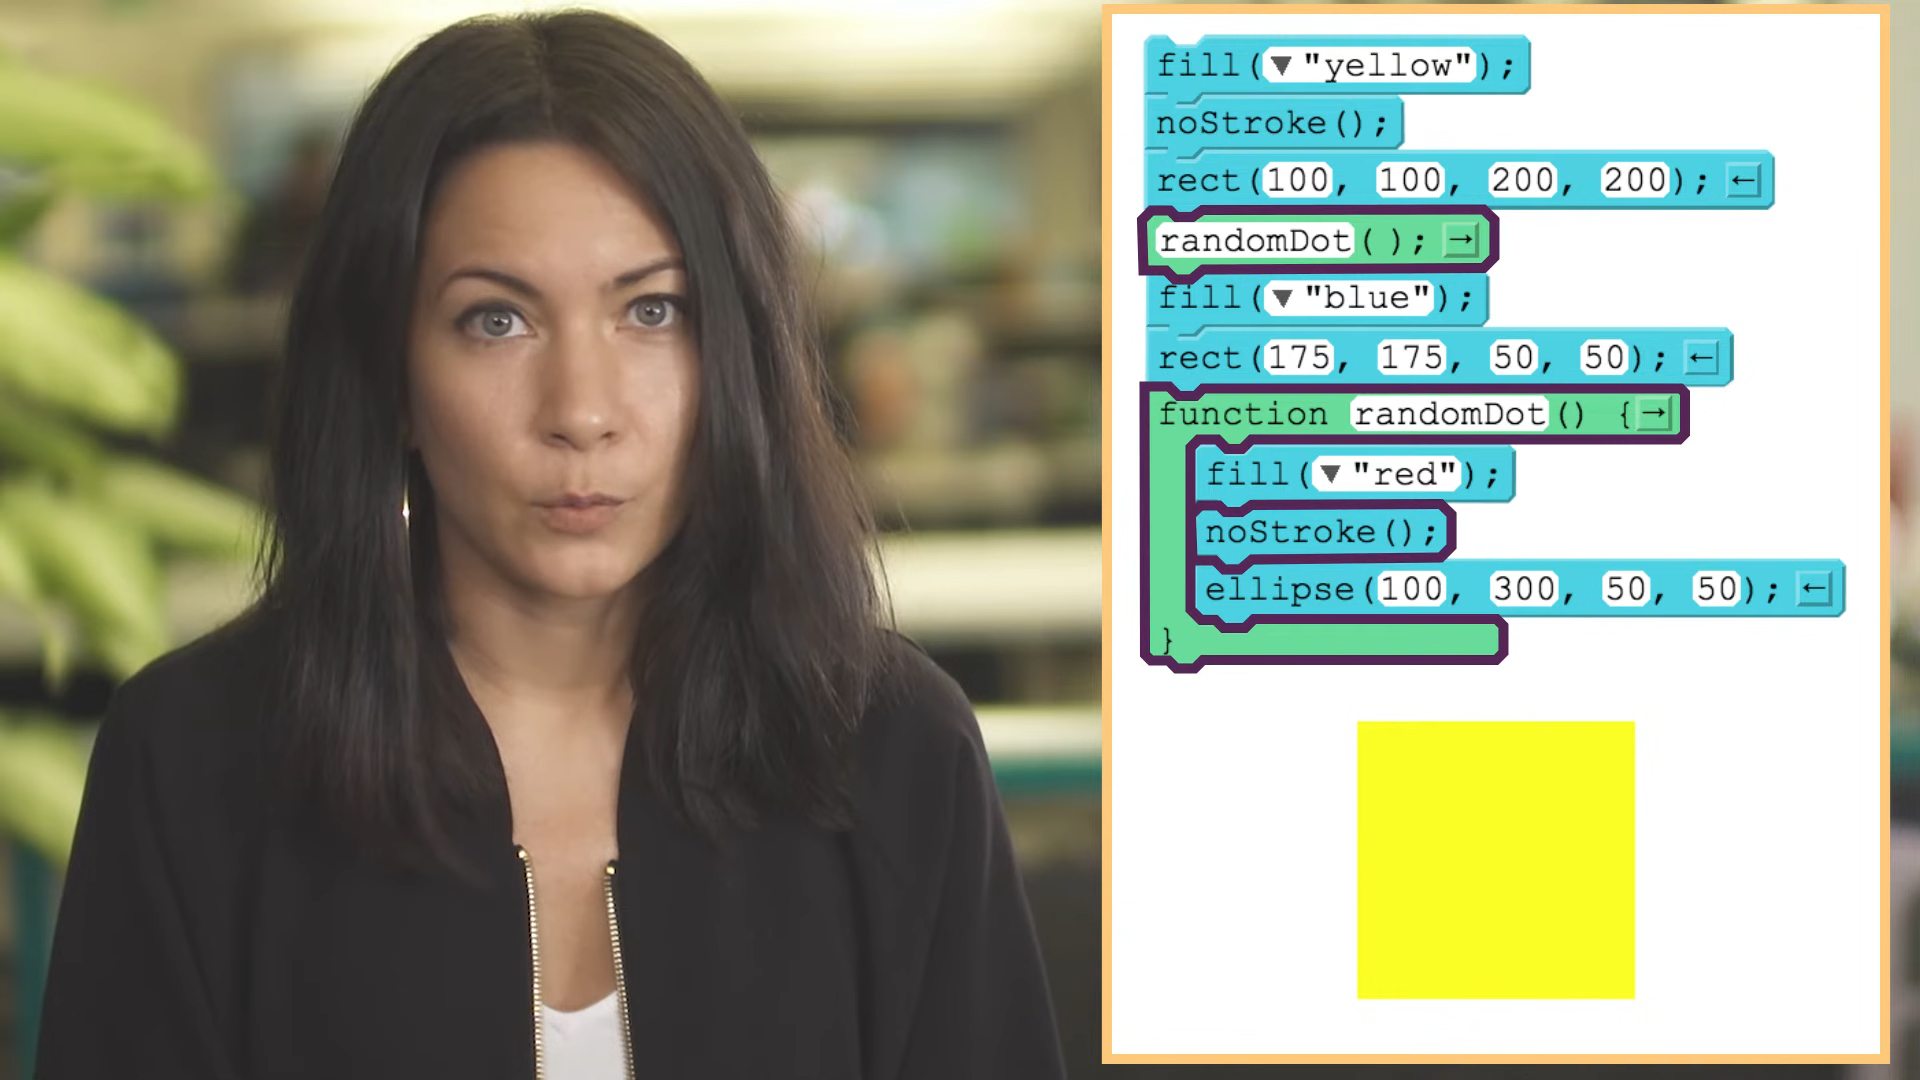 fill(▼ "yellow");
noStroke();
rect(100, 100, 200, 200); ←
randomDot( ); →
fill(▼ "blue");
rect(175, 175, 50, 50); ←
function randomDot() { →
fill(▼ "red");
noStroke();
ellipse(100, 300, 50, 50); ←
}